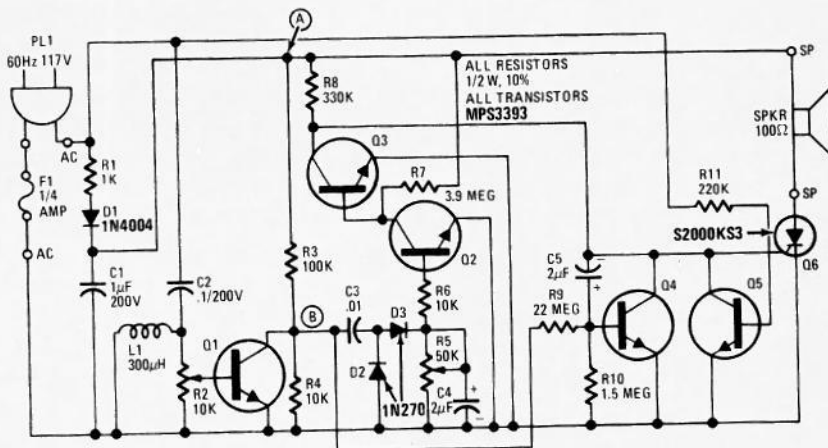 A
PL1
60Hz 117V
AC
F1
1/4
AMP
AC
R1
1K
D1
1N4004
C1
1µF
200V
C2
.1/200V
L1
300µH
R2
10K
Q1
R8
330K
Q3
R7
3.9 MEG
ALL RESISTORS
1/2 W, 10%
ALL TRANSISTORS
MPS3393
Q2
R3
100K
R6
10K
B
C3
.01
D3
D2
1N270
R4
10K
R5
50K
C4
2µF
+
−
C5
2µF
−
+
R9
22 MEG
Q4
Q5
R10
1.5 MEG
R11
220K
S2000KS3
Q6
SP
SPKR
100Ω
SP